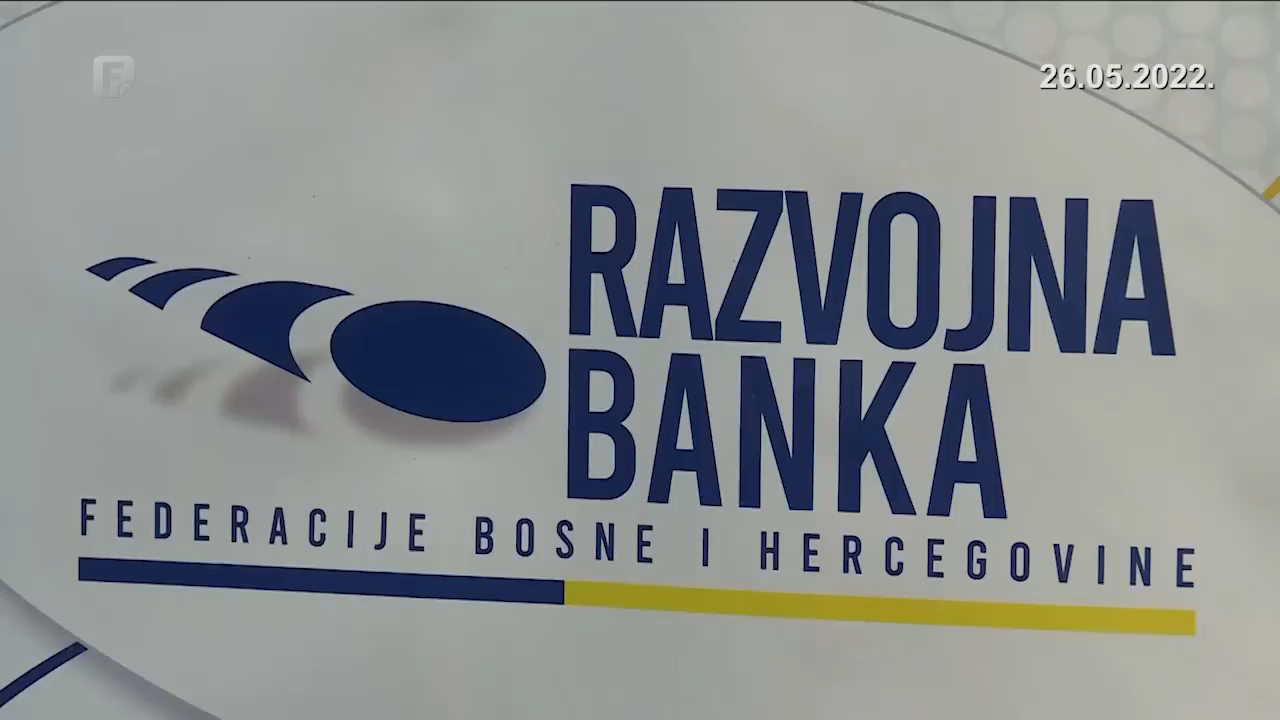 F
26.05.2022.
RAZVOJNA
BANKA
FEDERACIJE BOSNE I HERCEGOVINE